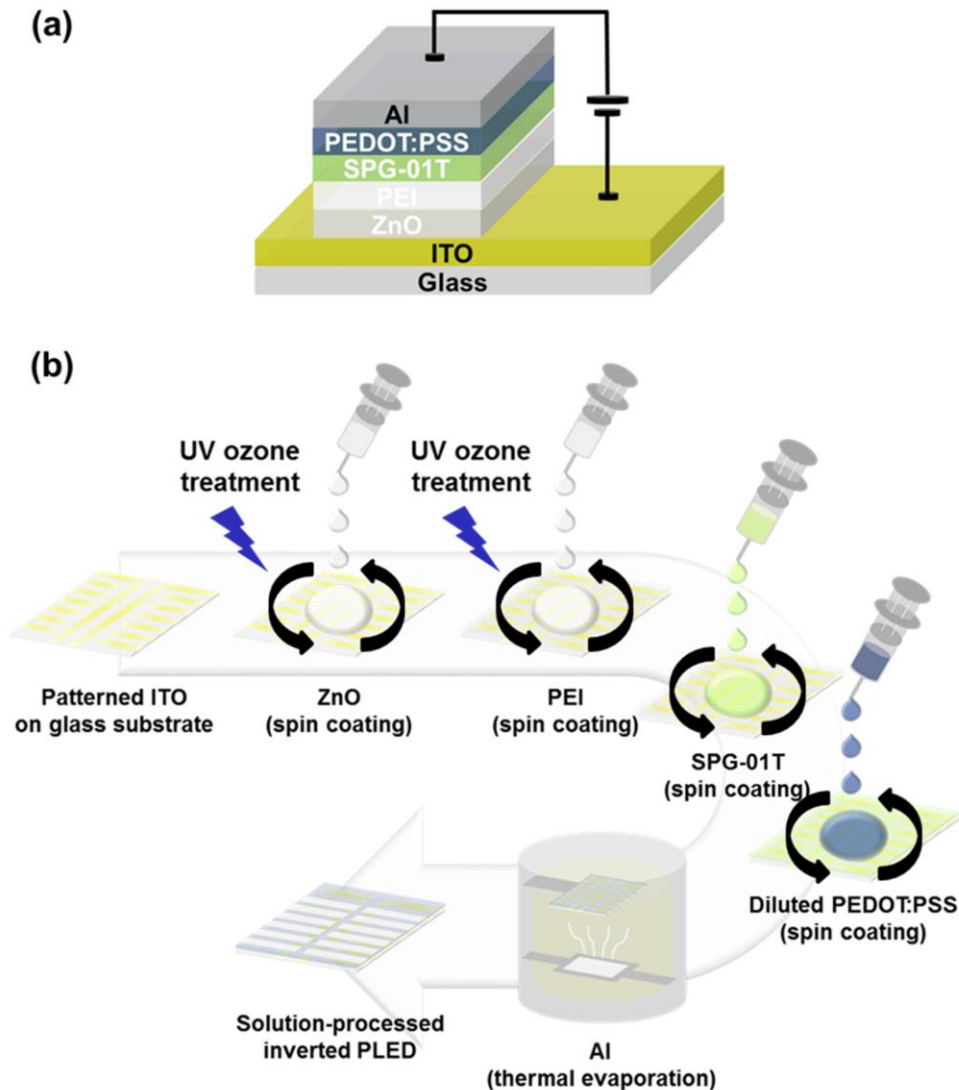 (a)
Al
PEDOT:PSS
SPG-01T
PEI
ZnO
ITO
Glass
(b)
UV ozone
treatment
UV ozone
treatment
Patterned ITO
on glass substrate
ZnO
(spin coating)
PEI
(spin coating)
SPG-01T
(spin coating)
Diluted PEDOT:PSS
(spin coating)
Al
(thermal evaporation)
Solution-processed
inverted PLED